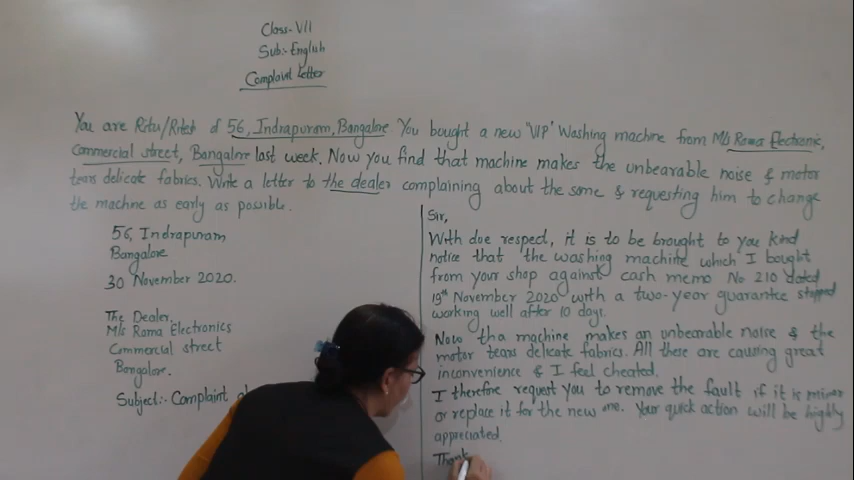 Class-VII
Sub:-English
Complaint Letter
You are Ritu/Ritesh of 56, Indrapuram, Bangalore. You bought a new 'VIP' Washing machine from M/s Roma Electronic,
Commercial street, Bangalore last week. Now you find that machine makes the unbearable noise & motor
tears delicate fabrics. Write a letter to the dealer complaining about the same & requesting him to change
the machine as early as possible.
56, Indrapuram
Bangalore
30 November 2020.
The Dealer,
M/s Roma Electronics
Commercial street
Bangalore.
Subject:- Complaint
Sir,
With due respect, it is to be brought to you kind
notice that the washing machine which I bought
from your shop against cash memo No 210 dated
19th November 2020 with a two-year guarantee stopped
working well after 10 days.
Now tha machine makes an unbearable noise & the
motor tears delicate fabrics. All these are causing great
inconvenience & I feel cheated.
I therefore request you to remove the fault if it is minor
or replace it for the new one. Your quick action will be highly
appreciated.
Thank